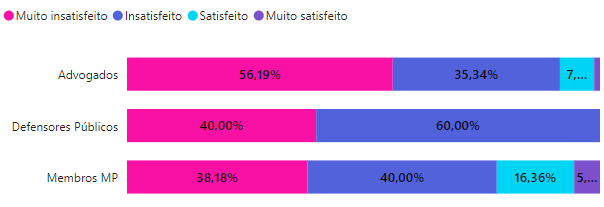 Muito insatisfeito Insatisfeito Satisfeito Muito satisfeito
Advogados 56,19% 35,34% 7,...
Defensores Públicos 40,00% 60,00%
Membros MP 38,18% 40,00% 16,36% 5,...